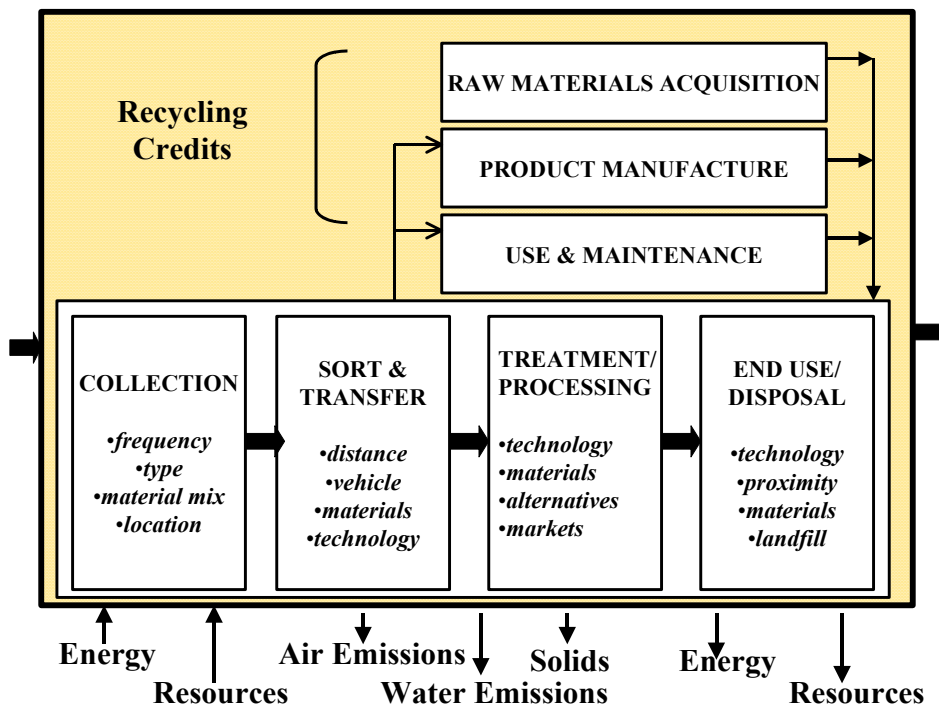 Recycling
Credits
RAW MATERIALS ACQUISITION
PRODUCT MANUFACTURE
USE & MAINTENANCE
COLLECTION
•frequency
•type
•material mix
•location
SORT &
TRANSFER
•distance
•vehicle
•materials
•technology
TREATMENT/
PROCESSING
•technology
•materials
•alternatives
•markets
END USE/
DISPOSAL
•technology
•proximity
•materials
•landfill
Energy
Resources
Air Emissions
Water Emissions
Solids
Energy
Resources